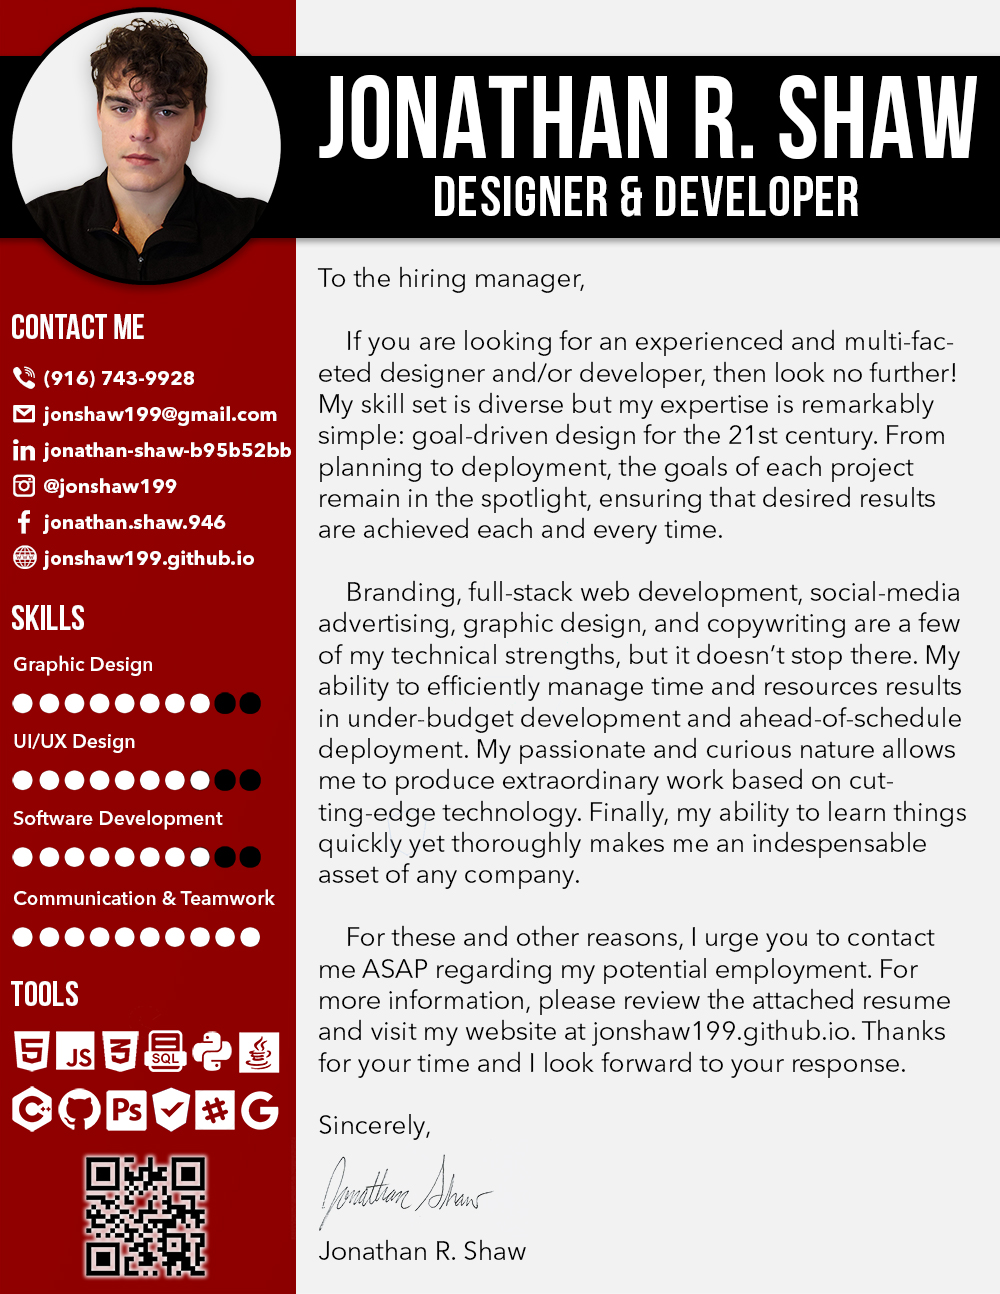 JONATHAN R. SHAW
DESIGNER & DEVELOPER
CONTACT ME
(916) 743-9928
jonshaw199@gmail.com
in jonathan-shaw-b95b52bb
@jonshaw199
f jonathan.shaw.946
www jonshaw199.github.io
SKILLS
Graphic Design
UI/UX Design
Software Development
Communication & Teamwork
TOOLS
5 JS 3 SQL
C++ Ps # G
To the hiring manager,
If you are looking for an experienced and multi-fac-
eted designer and/or developer, then look no further!
My skill set is diverse but my expertise is remarkably
simple: goal-driven design for the 21st century. From
planning to deployment, the goals of each project
remain in the spotlight, ensuring that desired results
are achieved each and every time.
Branding, full-stack web development, social-media
advertising, graphic design, and copywriting are a few
of my technical strengths, but it doesn’t stop there. My
ability to efficiently manage time and resources results
in under-budget development and ahead-of-schedule
deployment. My passionate and curious nature allows
me to produce extraordinary work based on cut-
ting-edge technology. Finally, my ability to learn things
quickly yet thoroughly makes me an indespensable
asset of any company.
For these and other reasons, I urge you to contact
me ASAP regarding my potential employment. For
more information, please review the attached resume
and visit my website at jonshaw199.github.io. Thanks
for your time and I look forward to your response.
Sincerely,
Jonathan Shaw
Jonathan R. Shaw